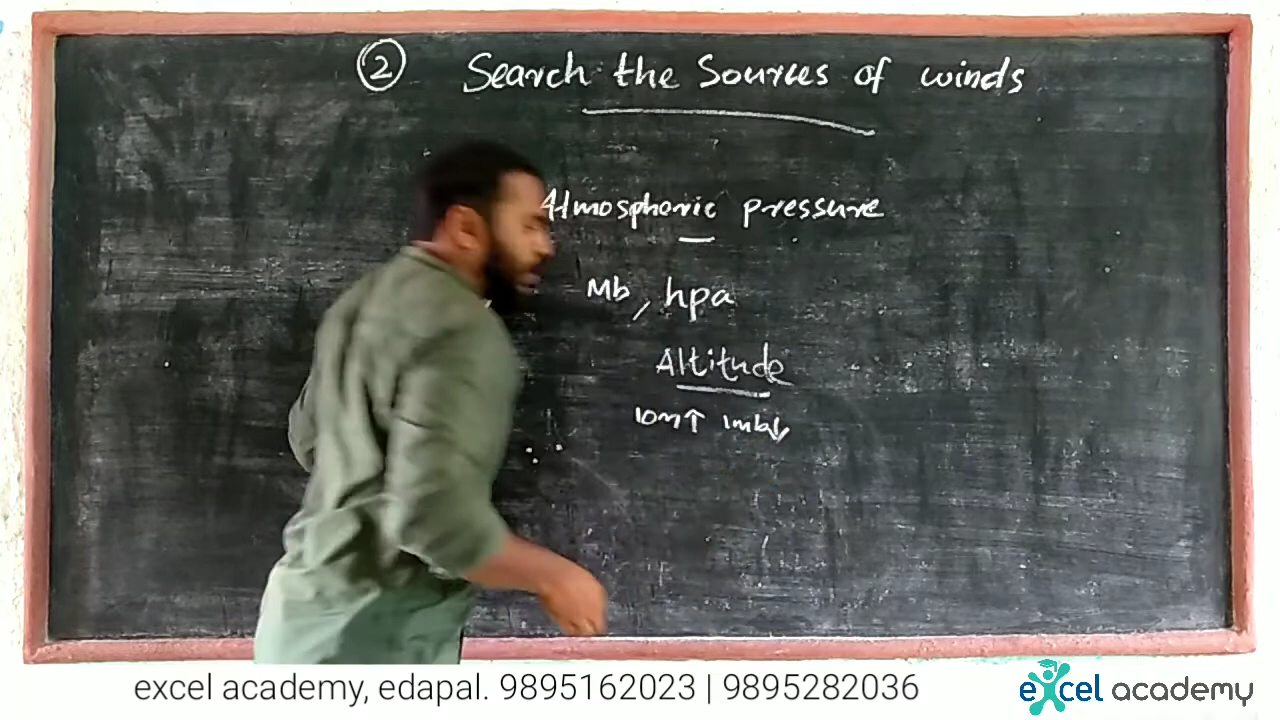 ② Search the Sources of winds
Atmospheric pressure
Mb, hpa
Altitude
10m↑ 1mb↓
excel academy, edapal. 9895162023 | 9895282036
excel academy